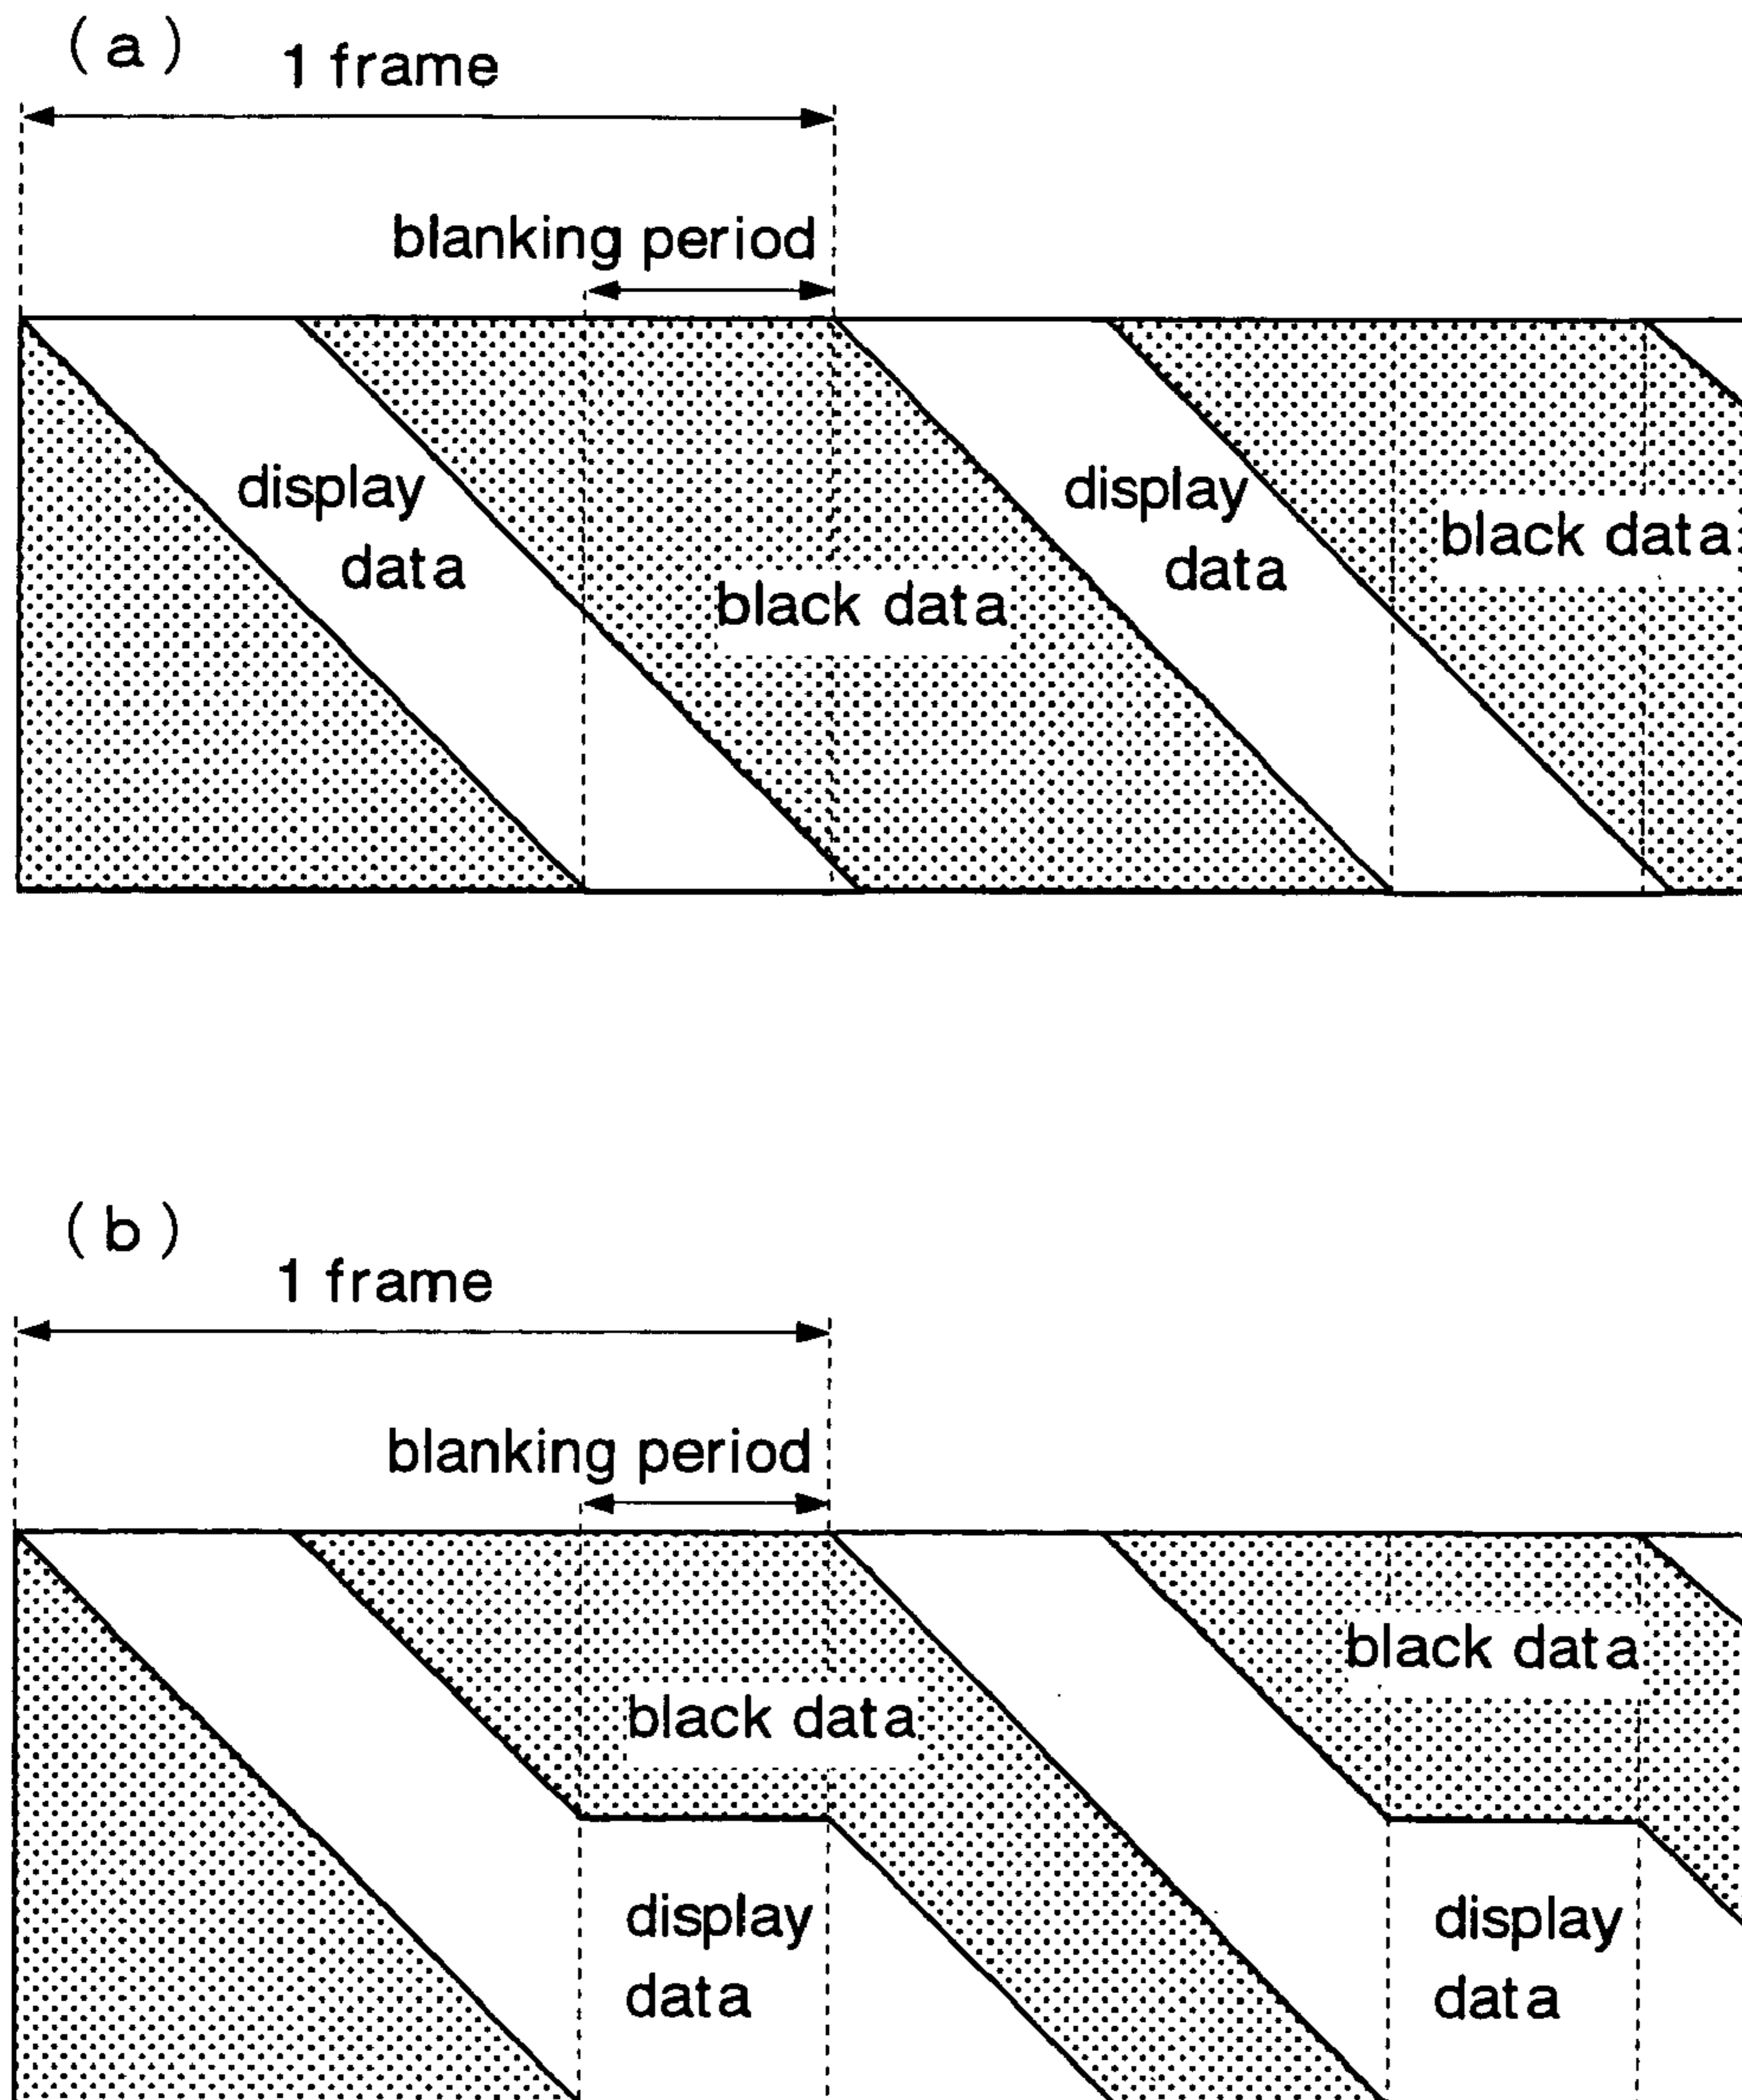 (a)
1 frame
blanking period
display
data
black data
display
data
black data
(b)
1 frame
blanking period
black data
black data
display
data
display
data